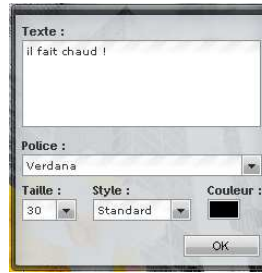 Texte :
il fait chaud !
Police :
Verdana
Taille : Style : Couleur :
30 Standard
OK